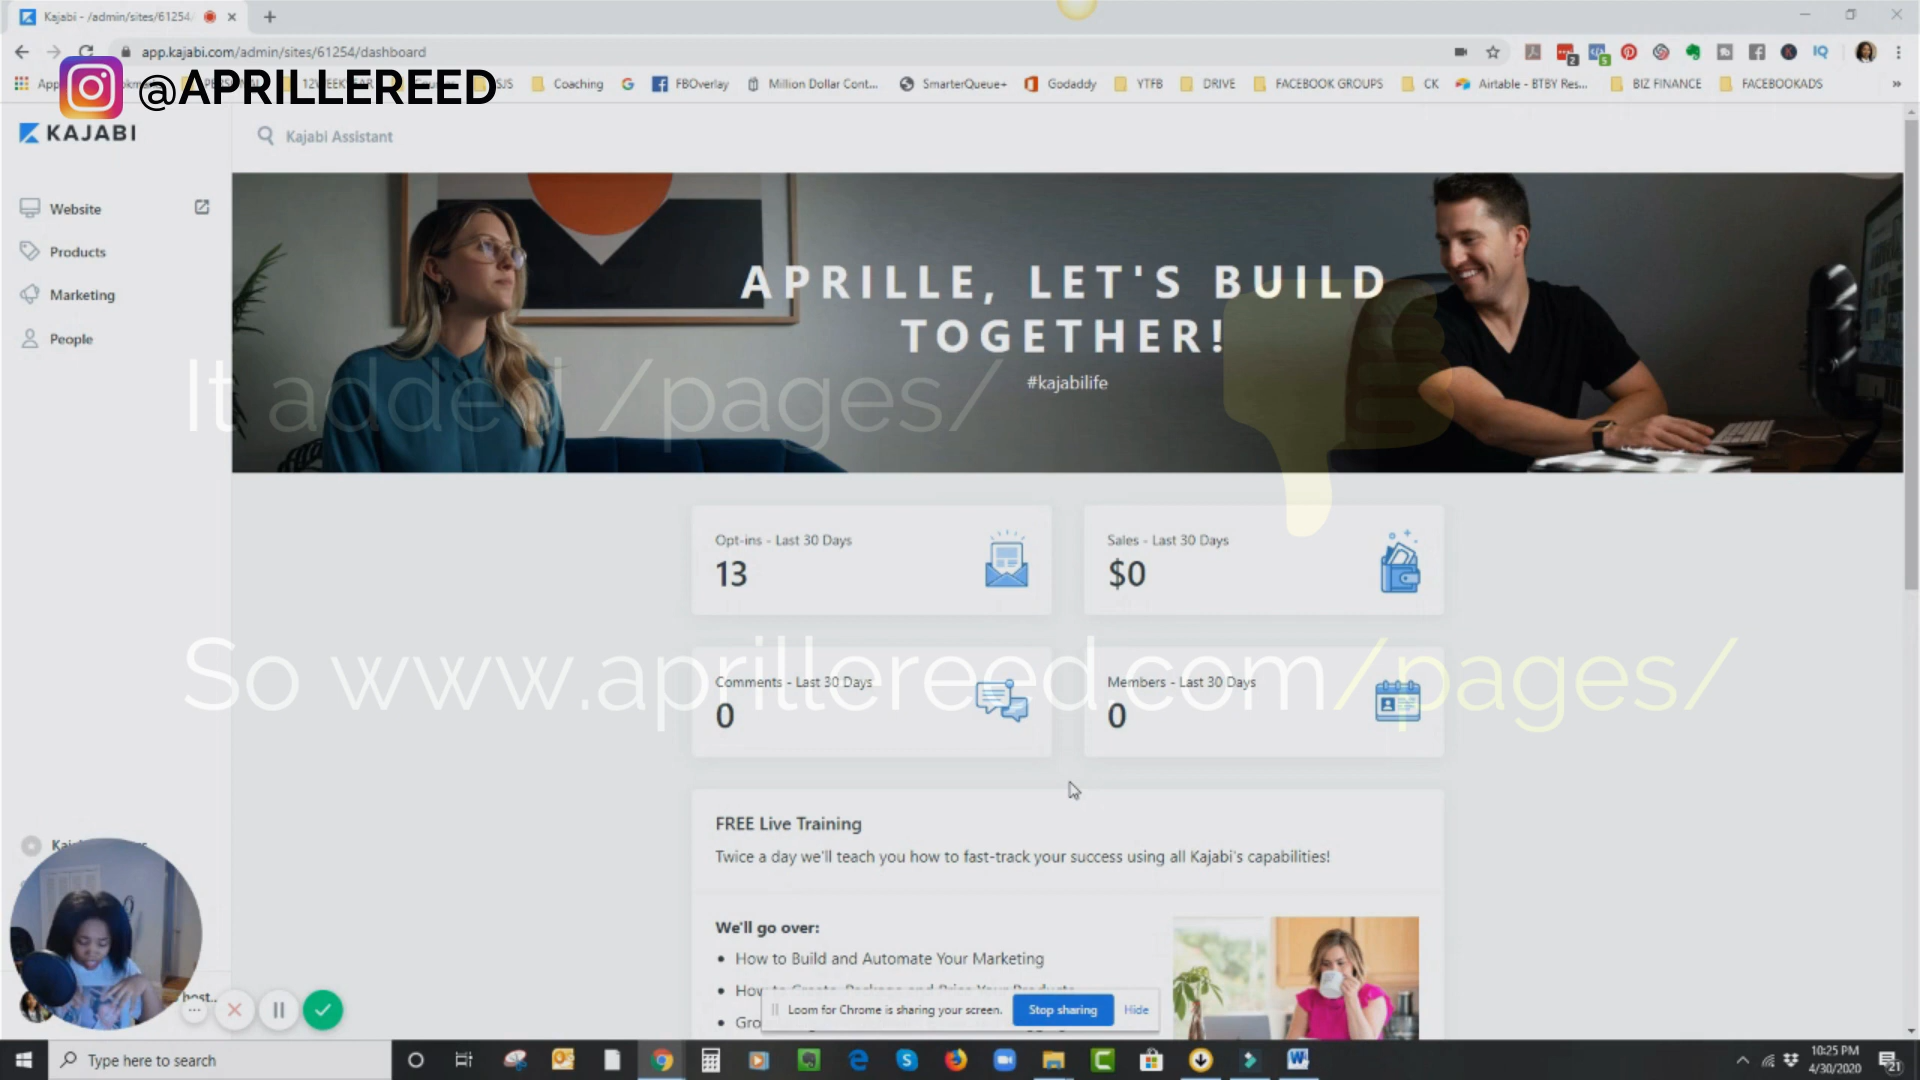 Kajabi - /admin/sites/61254
app.kajabi.com/admin/sites/61254/dashboard
@APRILLEREED
SJS
Coaching
FBOverlay
Million Dollar Cont...
SmarterQueue+
Godaddy
YTFB
DRIVE
FACEBOOK GROUPS
CK
Airtable - BTBY Res...
BIZ FINANCE
FACEBOOKADS
KAJABI
Kajabi Assistant
Website
Products
Marketing
People
APRILLE, LET'S BUILD
TOGETHER!
#kajabilife
It added /pages/
Opt-ins - Last 30 Days
13
Sales - Last 30 Days
$0
So www.aprillereed.com/pages/
Comments - Last 30 Days
0
Members - Last 30 Days
0
FREE Live Training
Twice a day we'll teach you how to fast-track your success using all Kajabi's capabilities!
We'll go over:
How to Build and Automate Your Marketing
Loom for Chrome is sharing your screen.
Stop sharing
Hide
Type here to search
10:25 PM
4/30/2020